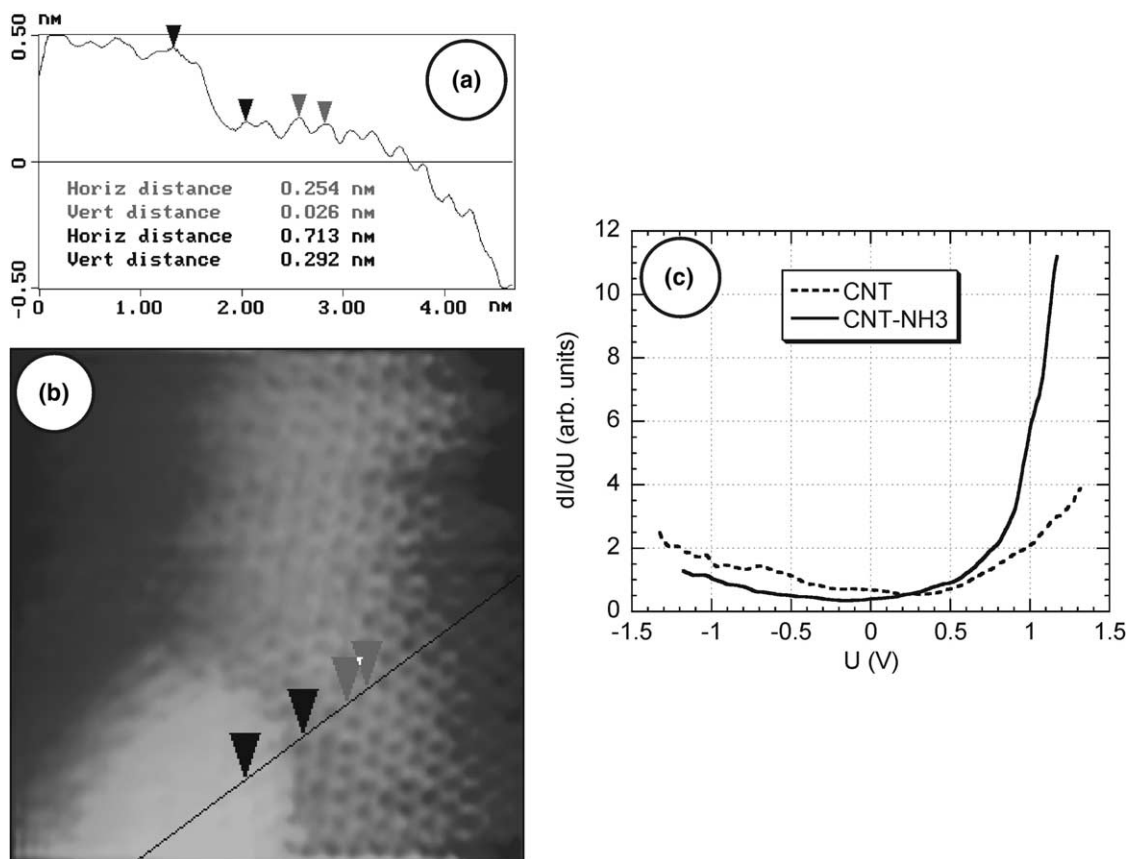 (a)
nm
0.50
0
-0.50
Horiz distance 0.254 nm
Vert distance 0.026 nm
Horiz distance 0.713 nm
Vert distance 0.292 nm
0 1.00 2.00 3.00 4.00 nm
(b)
(c)
CNT
CNT-NH3
dI/dU (arb. units)
12
10
8
6
4
2
0
-1.5 -1 -0.5 0 0.5 1 1.5
U (V)